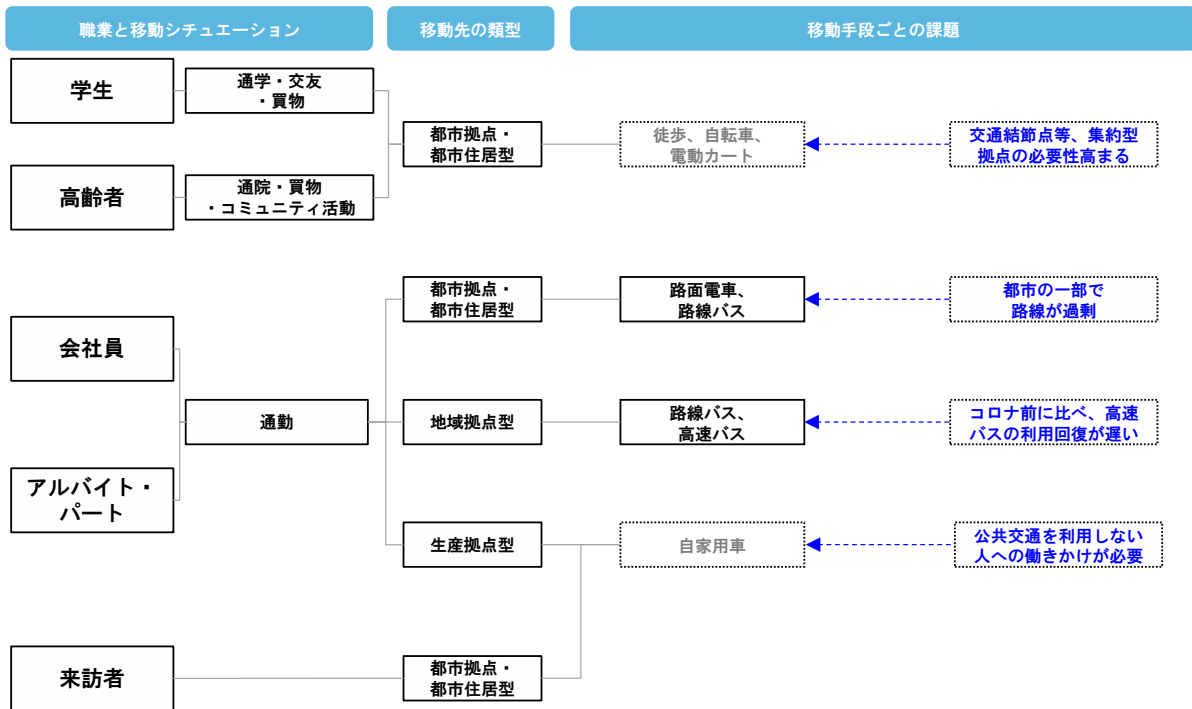 職業と移動シチュエーション
移動先の類型
移動手段ごとの課題
学生
通学・交友
・買物
高齢者
通院・買物
・コミュニティ活動
都市拠点・
都市住居型
徒歩、自転車、
電動カート
交通結節点等、集約型
拠点の必要性高まる
会社員
アルバイト・
パート
通勤
都市拠点・
都市住居型
路面電車、
路線バス
都市の一部で
路線が過剰
地域拠点型
路線バス、
高速バス
コロナ前に比べ、高速
バスの利用回復が遅い
生産拠点型
自家用車
公共交通を利用しない
人への働きかけが必要
来訪者
都市拠点・
都市住居型